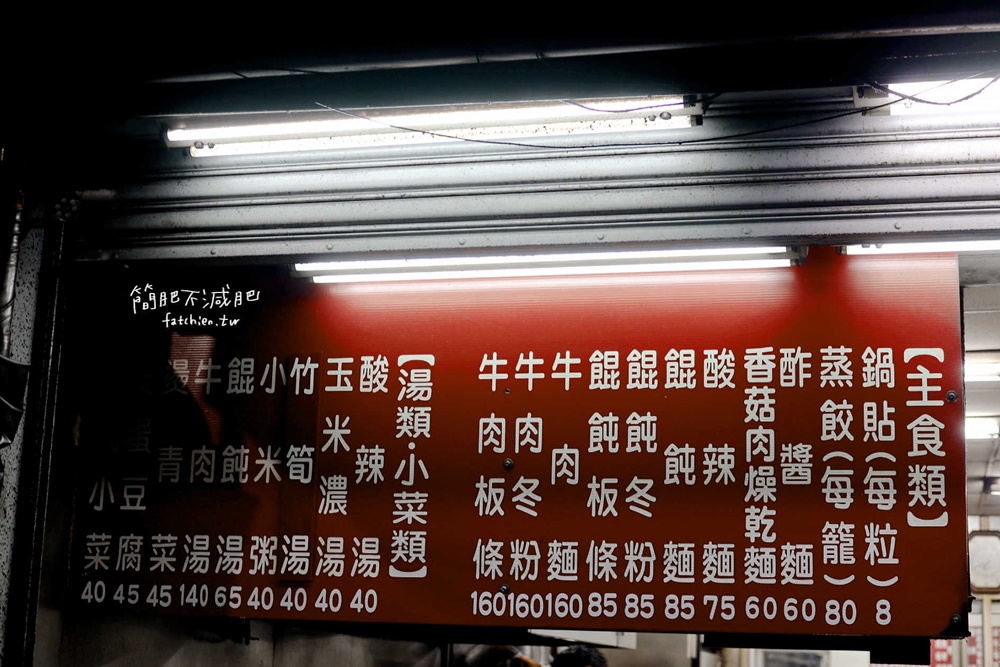 簡肥不減肥
fatchien.tw
【主食類】
鍋貼(每粒) 8
蒸餃(每籠) 80
酢醬麵 60
香菇肉燥乾麵 60
酸辣麵 75
餛飩麵 85
餛飩冬粉 85
餛飩板條 85
牛肉麵 160
牛肉冬粉 160
牛肉板條 160
【湯類·小菜類】
酸辣湯 40
玉米濃湯 40
竹筍湯 40
小米粥 40
餛飩湯 65
牛肉湯 140
燙青菜 45
蛋豆腐 45
小菜 40